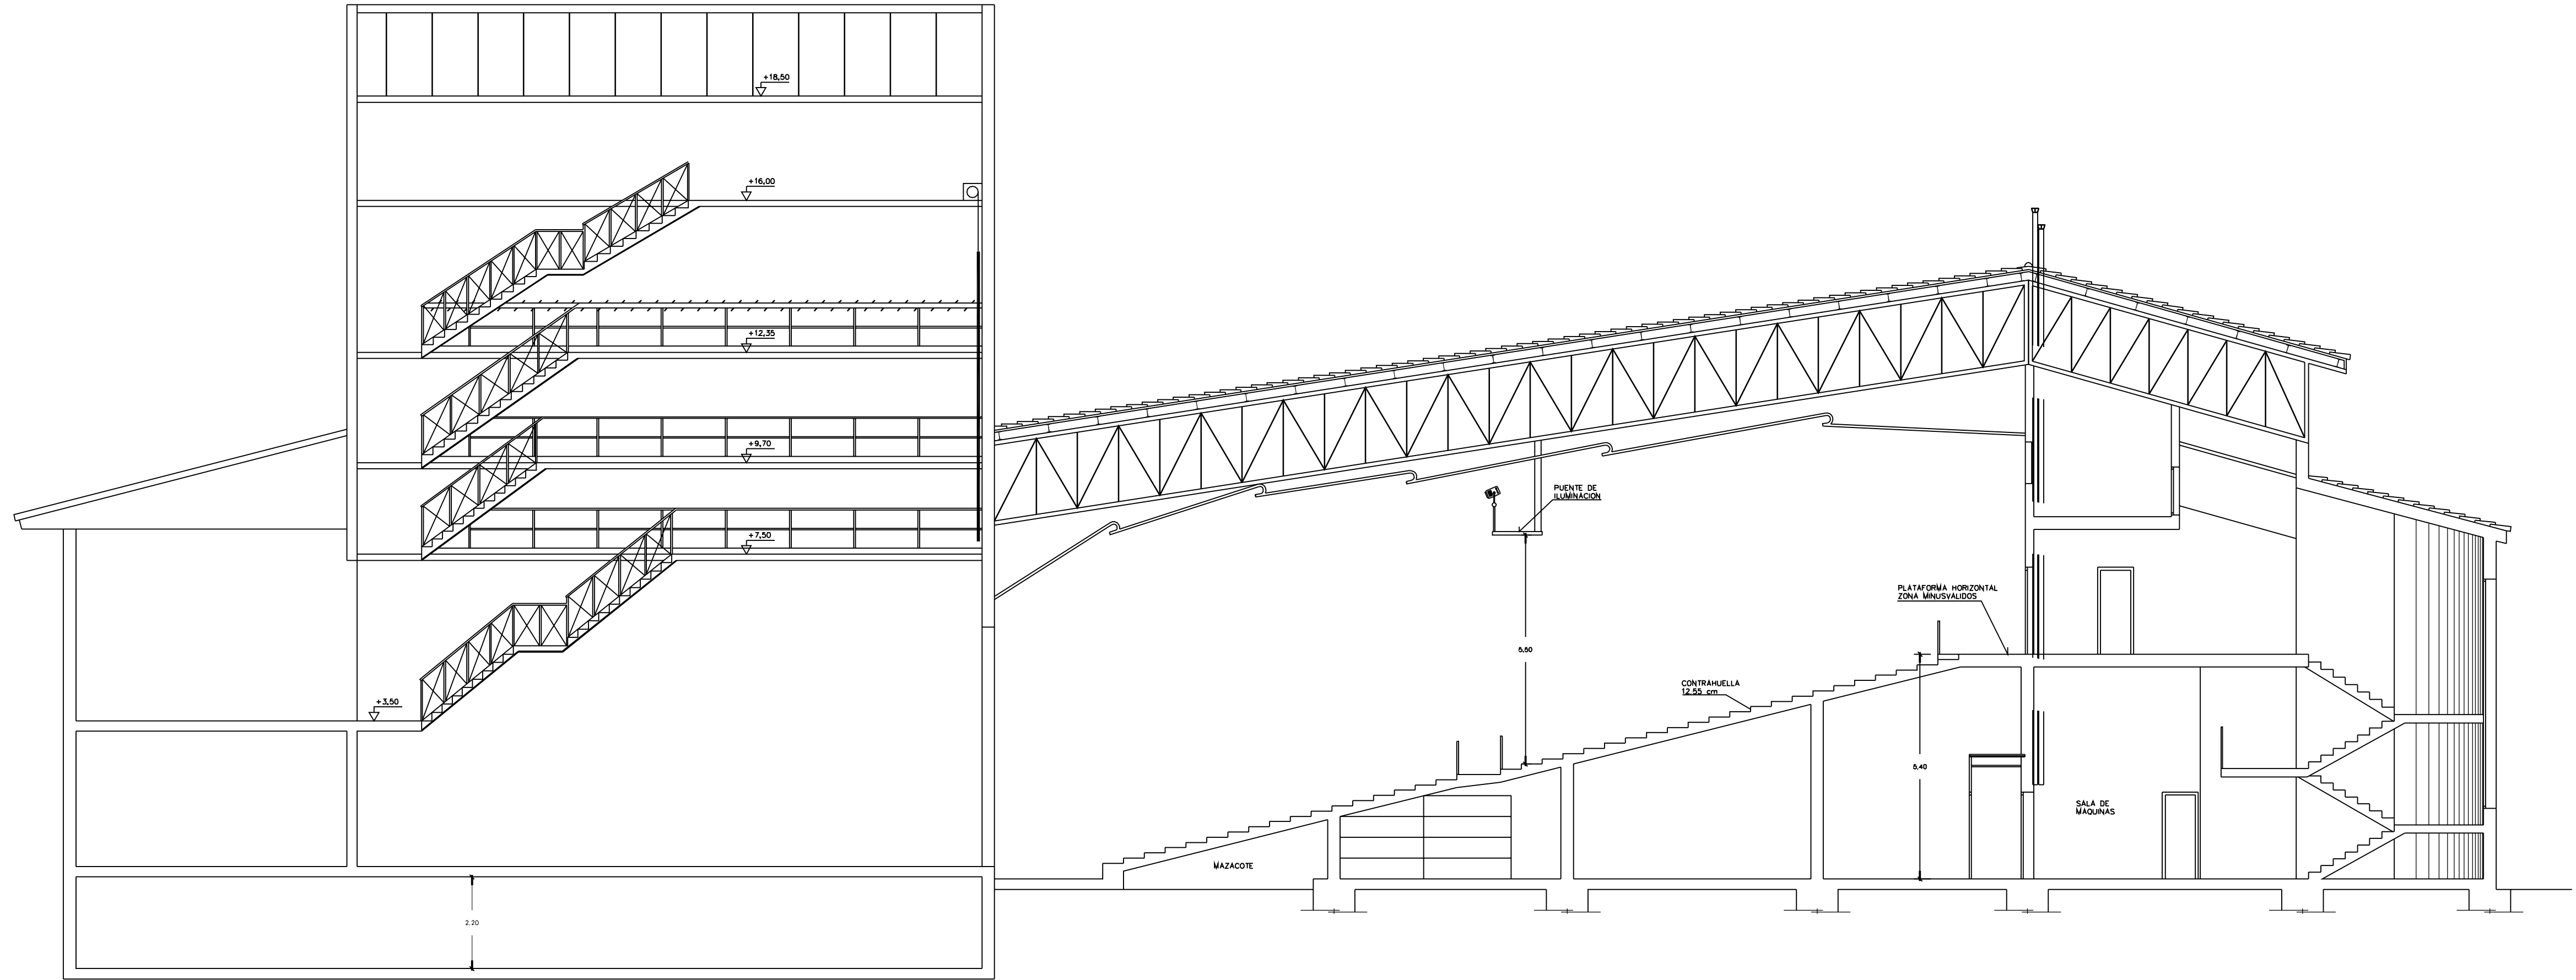 +18,50
+16,00
+12,35
+9,70
+7,50
+3,50
2.20
PUENTE DE
ILUMINACION
5,50
PLATAFORMA HORIZONTAL
ZONA MINUSVALIDOS
CONTRAHUELLA
12.55 cm
5,40
SALA DE
MAQUINAS
MAZACOTE